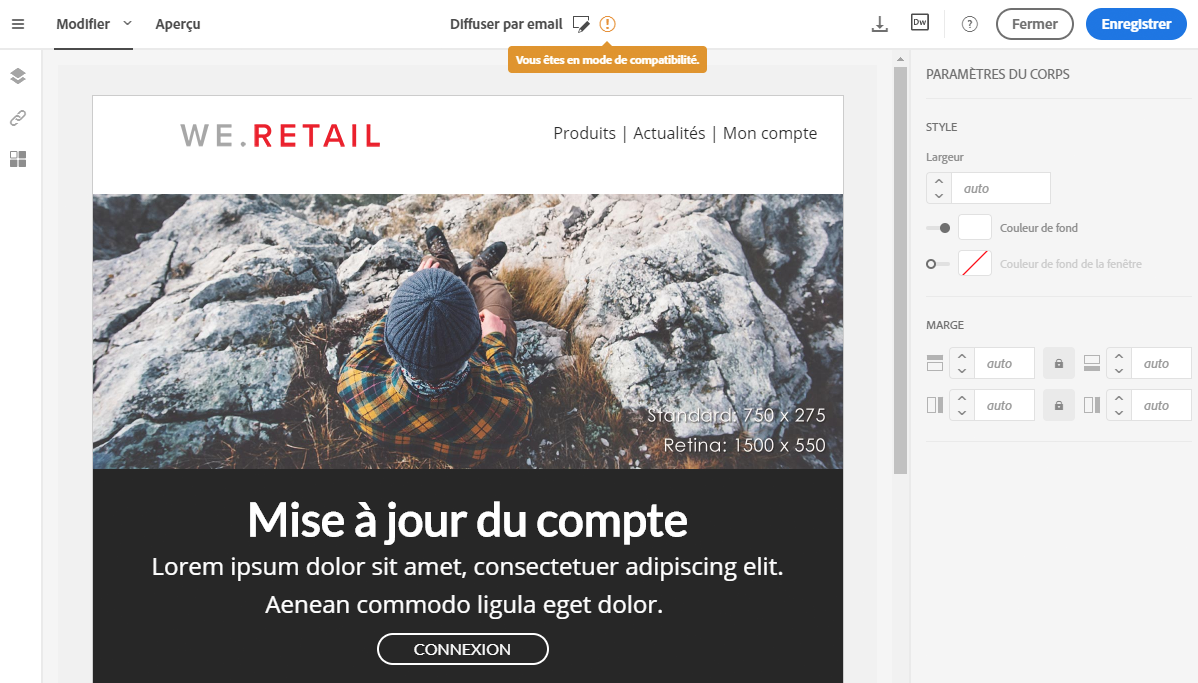 Modifier Aperçu Diffuser par email Dw ? Fermer Enregistrer
Vous êtes en mode de compatibilité.
WE.RETAIL
Produits | Actualités | Mon compte
Standard: 750 x 275
Retina: 1500 x 550
Mise à jour du compte
Lorem ipsum dolor sit amet, consectetuer adipiscing elit.
Aenean commodo ligula eget dolor.
CONNEXION
PARAMÈTRES DU CORPS
STYLE
Largeur
auto
Couleur de fond
Couleur de fond de la fenêtre
MARGE
auto auto
auto auto